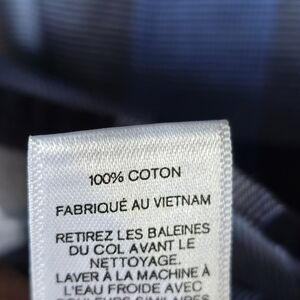 100% COTON
FABRIQUÉ AU VIETNAM
RETIREZ LES BALEINES
DU COL AVANT LE
NETTOYAGE.
LAVER À LA MACHINE À
L'EAU FROIDE AVEC